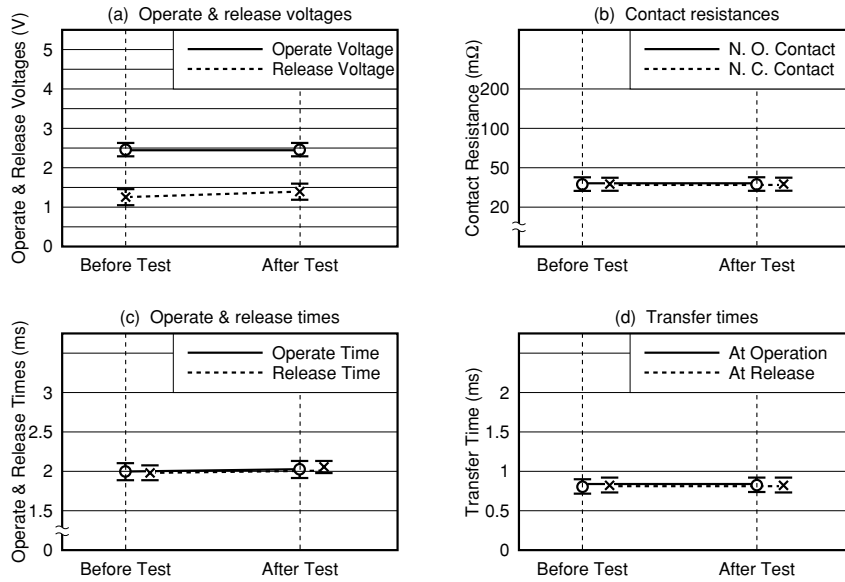 (a) Operate & release voltages
Operate & Release Voltages (V)
5
4
3
2
1
0
Operate Voltage
Release Voltage
Before Test
After Test
(b) Contact resistances
Contact Resistance (mΩ)
200
100
50
20
N. O. Contact
N. C. Contact
Before Test
After Test
(c) Operate & release times
Operate & Release Times (ms)
3
2.5
2
1.5
0
Operate Time
Release Time
Before Test
After Test
(d) Transfer times
Transfer Time (ms)
2
1
0.5
0
At Operation
At Release
Before Test
After Test